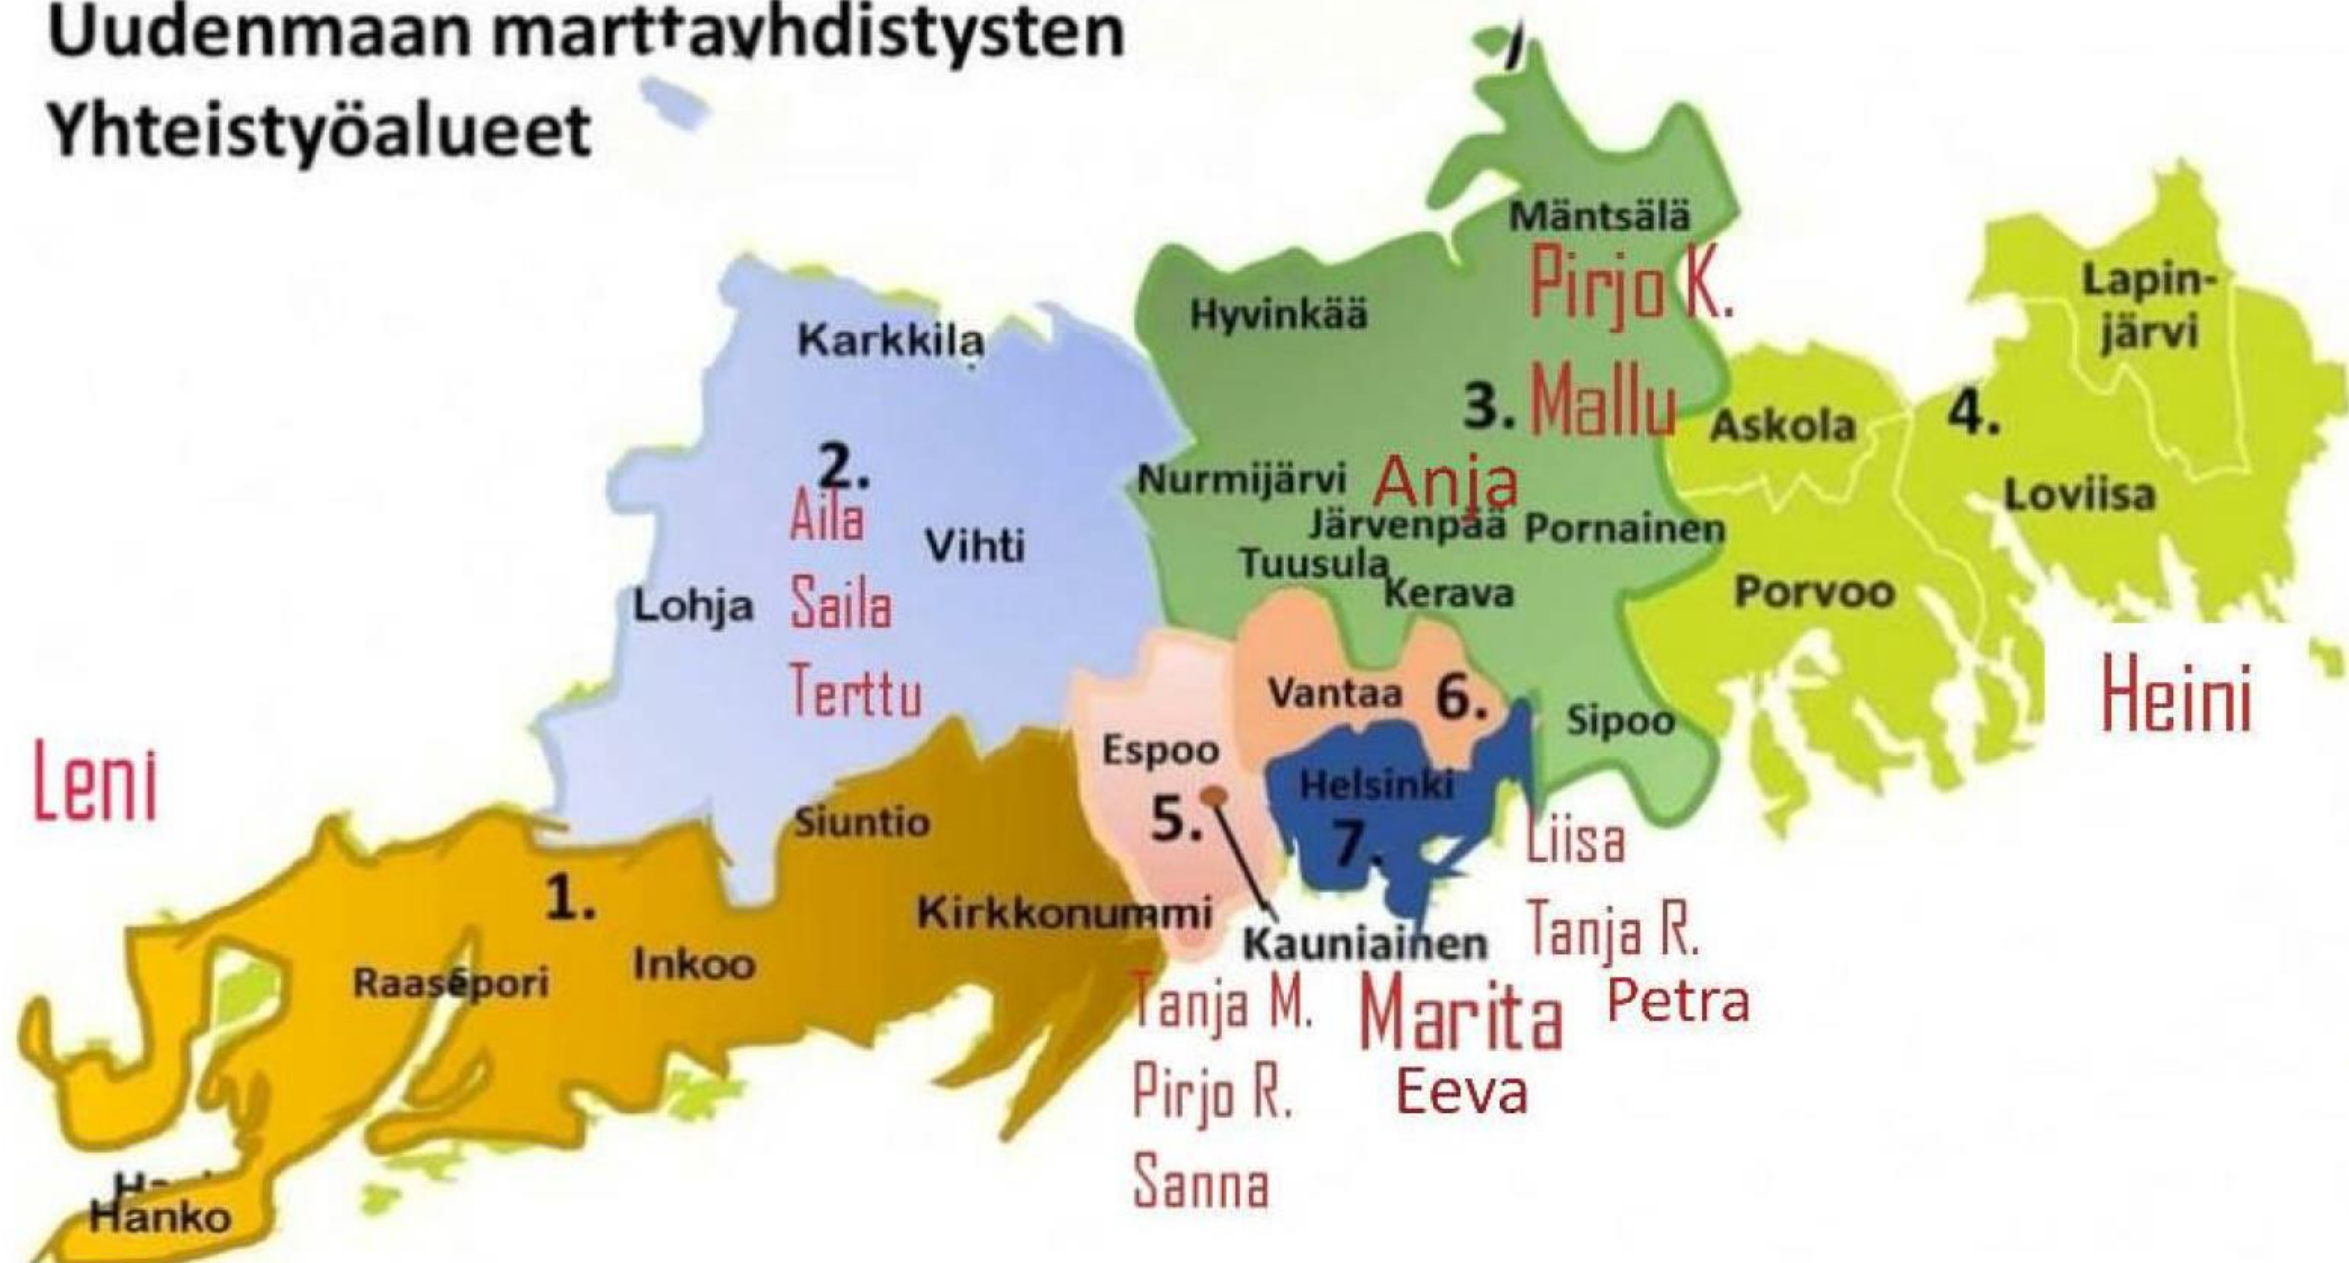 Uudenmaan marttayhdistysten
Yhteistyöalueet
Mäntsälä
Pirjo K.
Hyvinkää
Lapin-
järvi
Karkkila
3. Mallu
Askola
4.
2.
Nurmijärvi Anja
Loviisa
Aila
Järvenpää Pornainen
Vihti
Tuusula
Kerava
Porvoo
Lohja
Saila
Terttu
Vantaa 6.
Heini
Sipoo
Espoo
Leni
Helsinki
5.
7.
Siuntio
Liisa
1.
Kirkkonummi
Kauniainen
Tanja R.
Inkoo
Raasepori
Tanja M.
Marita
Petra
Pirjo R.
Eeva
Sanna
Hanko